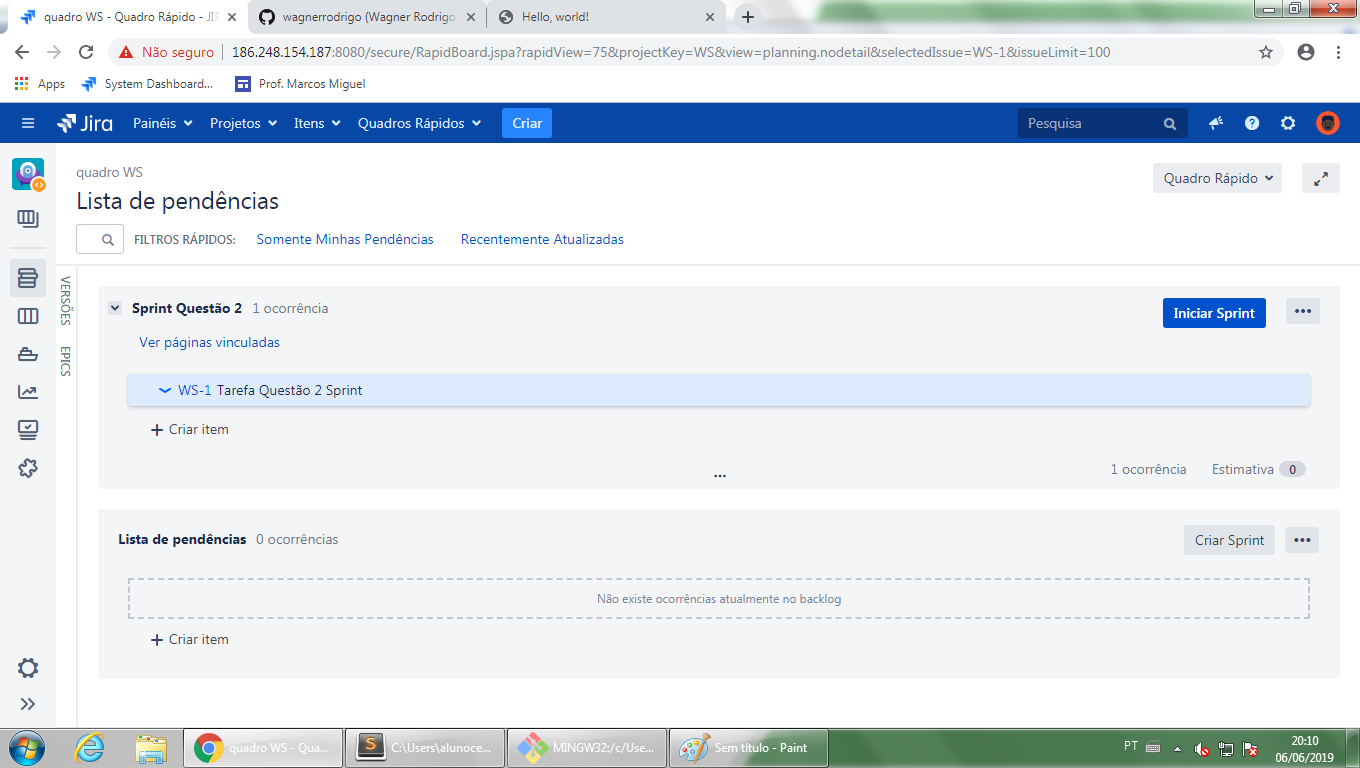 quadro WS - Quadro Rápido - JI
wagnerrodrigo (Wagner Rodrigo
Hello, world!
Não seguro
186.248.154.187:8080/secure/RapidBoard.jspa?rapidView=75&projectKey=WS&view=planning.nodetail&selectedIssue=WS-1&issueLimit=100
Apps
System Dashboard...
Prof. Marcos Miguel
Jira
Painéis
Projetos
Itens
Quadros Rápidos
Criar
Pesquisa
quadro WS
Lista de pendências
Quadro Rápido
FILTROS RÁPIDOS:
Somente Minhas Pendências
Recentemente Atualizadas
VERSÕES
EPICS
Sprint Questão 2 1 ocorrência
Iniciar Sprint
Ver páginas vinculadas
WS-1 Tarefa Questão 2 Sprint
+ Criar item
1 ocorrência Estimativa 0
Lista de pendências 0 ocorrências
Criar Sprint
Não existe ocorrências atualmente no backlog
+ Criar item
quadro WS - Qua...
C:\Users\alunoce...
MINGW32:/c/Use...
Sem título - Paint
PT
20:10
06/06/2019